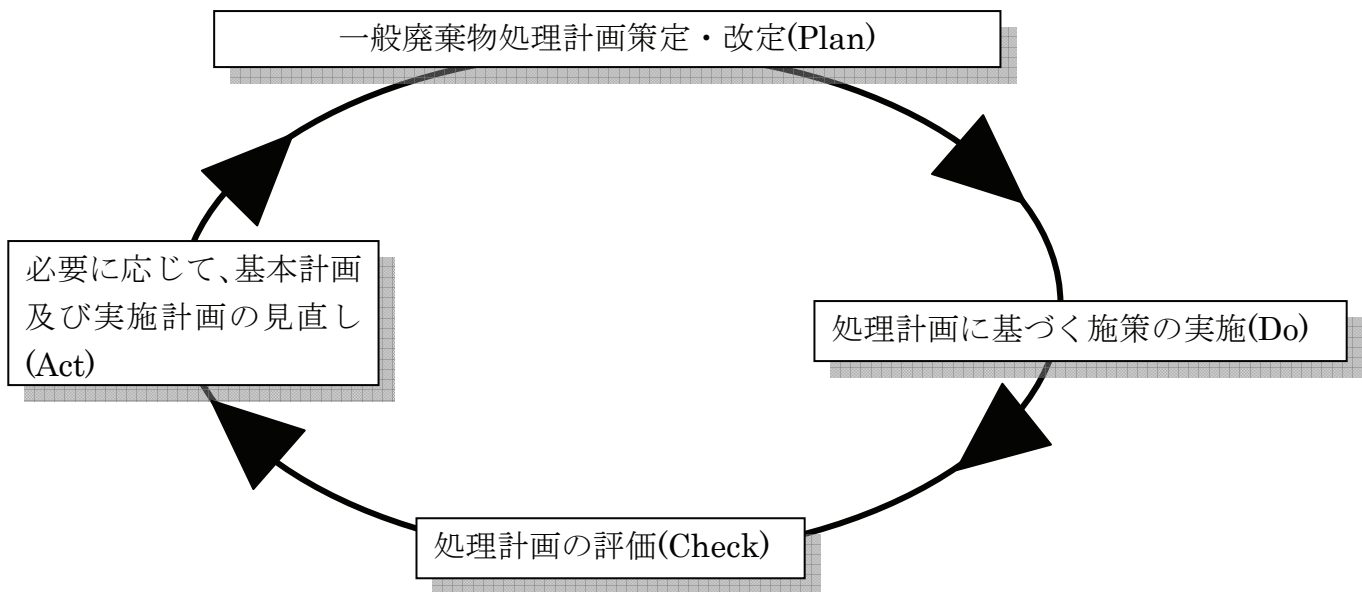 一般廃棄物処理計画策定・改定(Plan)
処理計画に基づく施策の実施(Do)
処理計画の評価(Check)
必要に応じて、基本計画
及び実施計画の見直し
(Act)